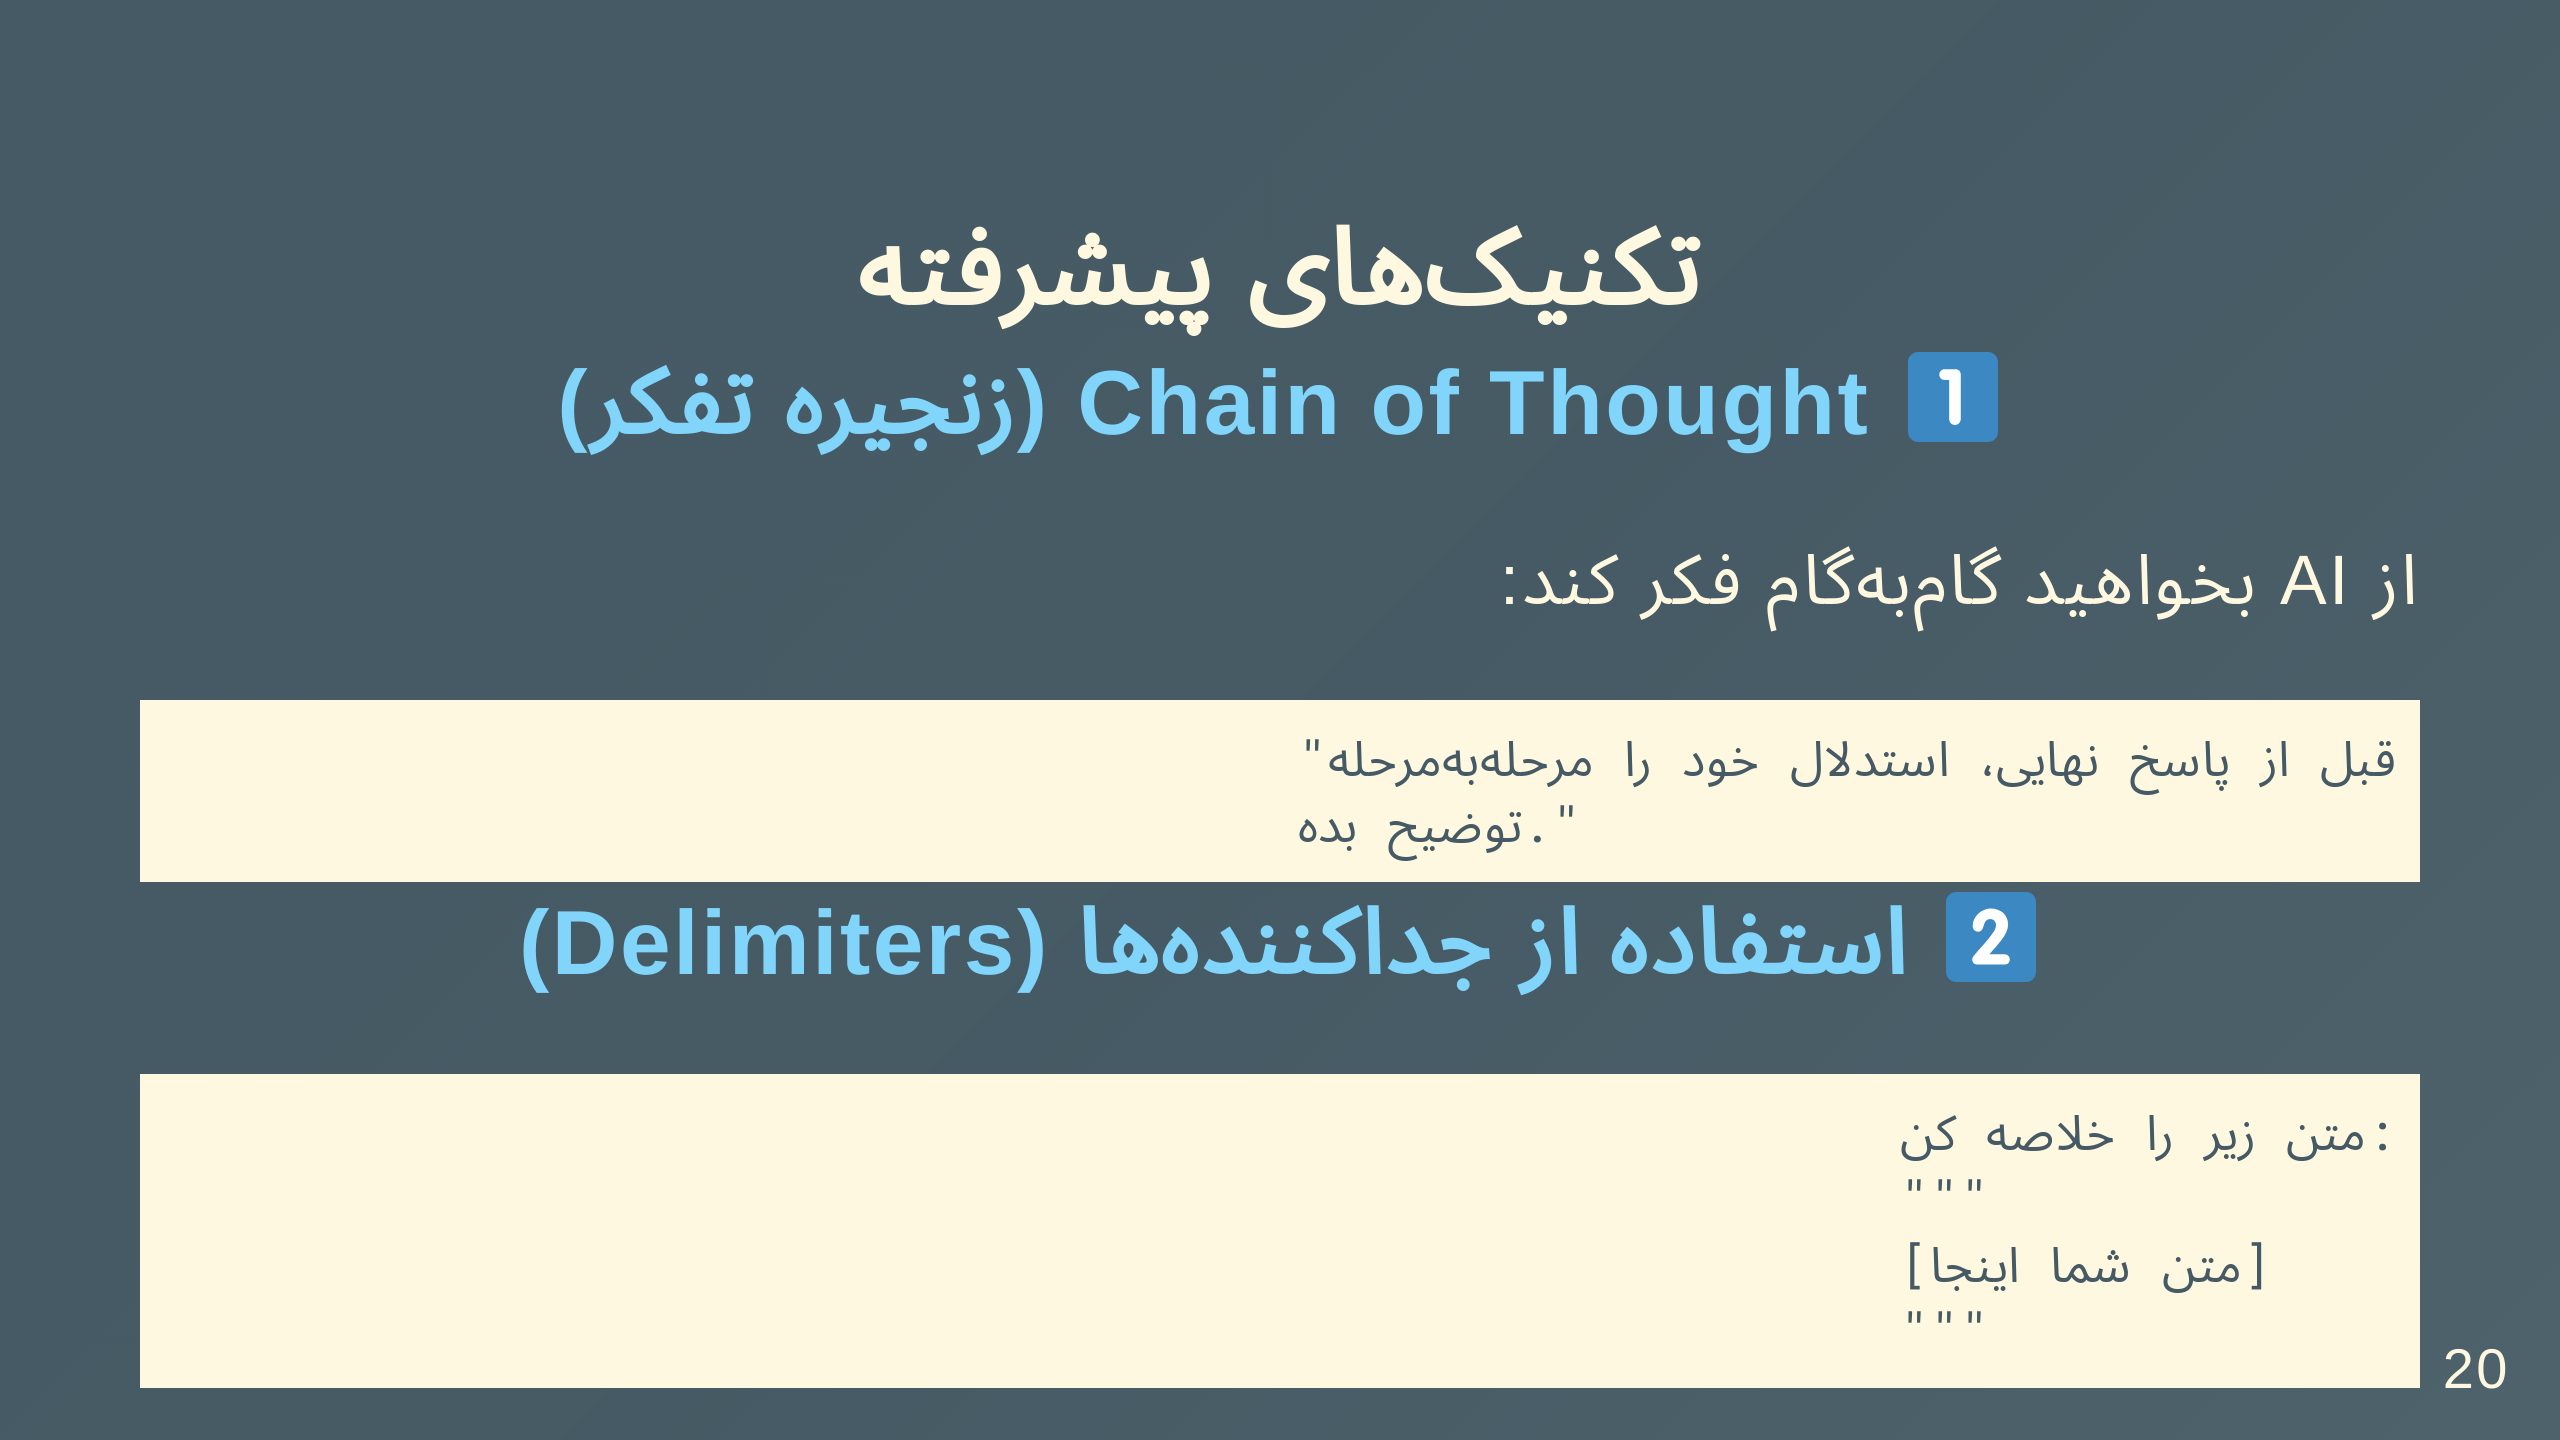 تکنیک‌های پیشرفته
1️⃣ Chain of Thought (زنجیره تفکر)
از AI بخواهید گام‌به‌گام فکر کند:
"قبل از پاسخ نهایی، استدلال خود را مرحله‌به‌مرحله
توضیح بده."
2️⃣ استفاده از جداکننده‌ها (Delimiters)
متن زیر را خلاصه کن:
"""
[متن شما اینجا]
"""
20